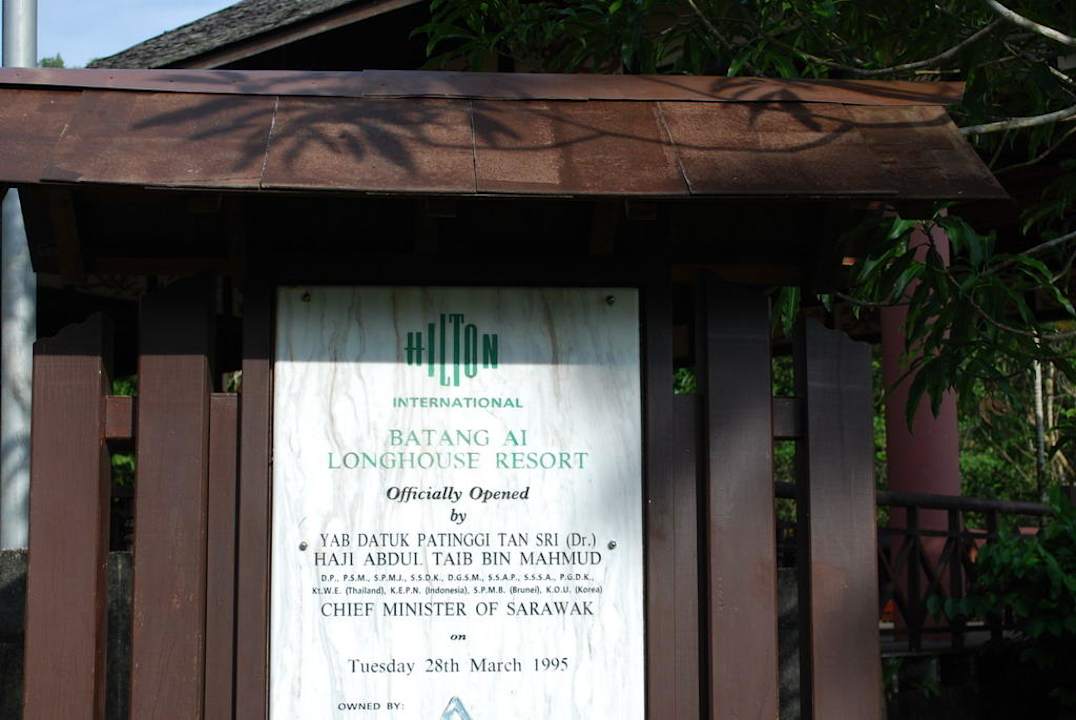 HILTON
INTERNATIONAL
BATANG AI
LONGHOUSE RESORT
Officially Opened
by
YAB DATUK PATINGGI TAN SRI (Dr.)
HAJI ABDUL TAIB BIN MAHMUD
D.P., P.S.M., S.P.M.J., S.S.D.K., D.G.S.M., S.S.A.P., S.S.S.A., P.G.D.K.,
Kt.W.E. (Thailand), K.E.P.N. (Indonesia), S.P.M.B. (Brunei), K.O.U. (Korea)
CHIEF MINISTER OF SARAWAK
on
Tuesday 28th March 1995
OWNED BY: